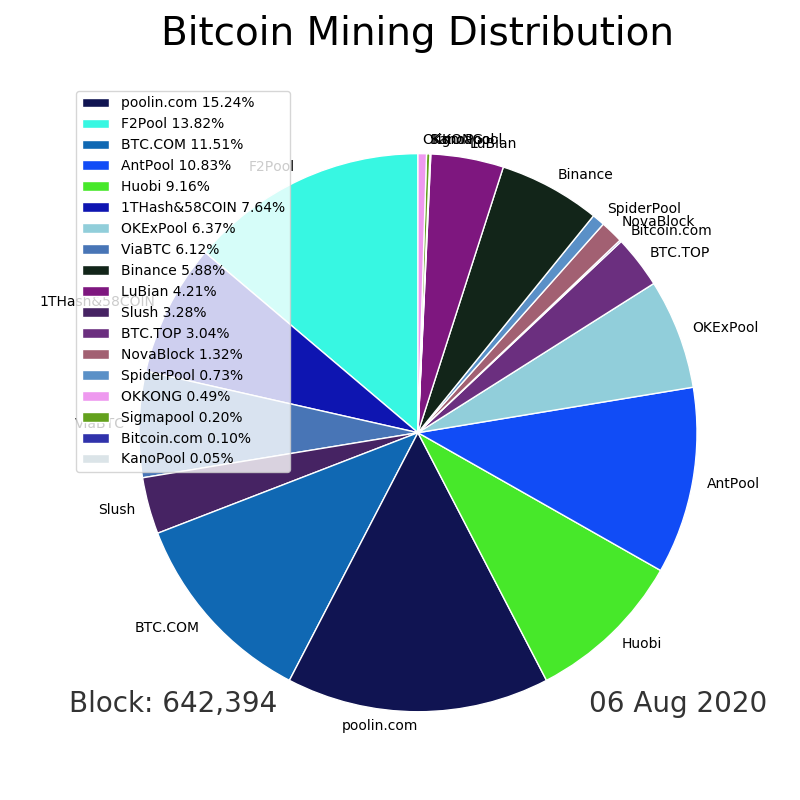 Bitcoin Mining Distribution
poolin.com 15.24%
F2Pool 13.82%
BTC.COM 11.51%
AntPool 10.83%
Huobi 9.16%
1THash&58COIN 7.64%
OKExPool 6.37%
ViaBTC 6.12%
Binance 5.88%
LuBian 4.21%
Slush 3.28%
BTC.TOP 3.04%
NovaBlock 1.32%
SpiderPool 0.73%
OKKONG 0.49%
Sigmapool 0.20%
Bitcoin.com 0.10%
KanoPool 0.05%
OKKONG
Sigmapool
KanoPool
LuBian
F2Pool
Binance
SpiderPool
NovaBlock
Bitcoin.com
BTC.TOP
1THash&58COIN
OKExPool
ViaBTC
AntPool
Slush
BTC.COM
Huobi
Block: 642,394
06 Aug 2020
poolin.com